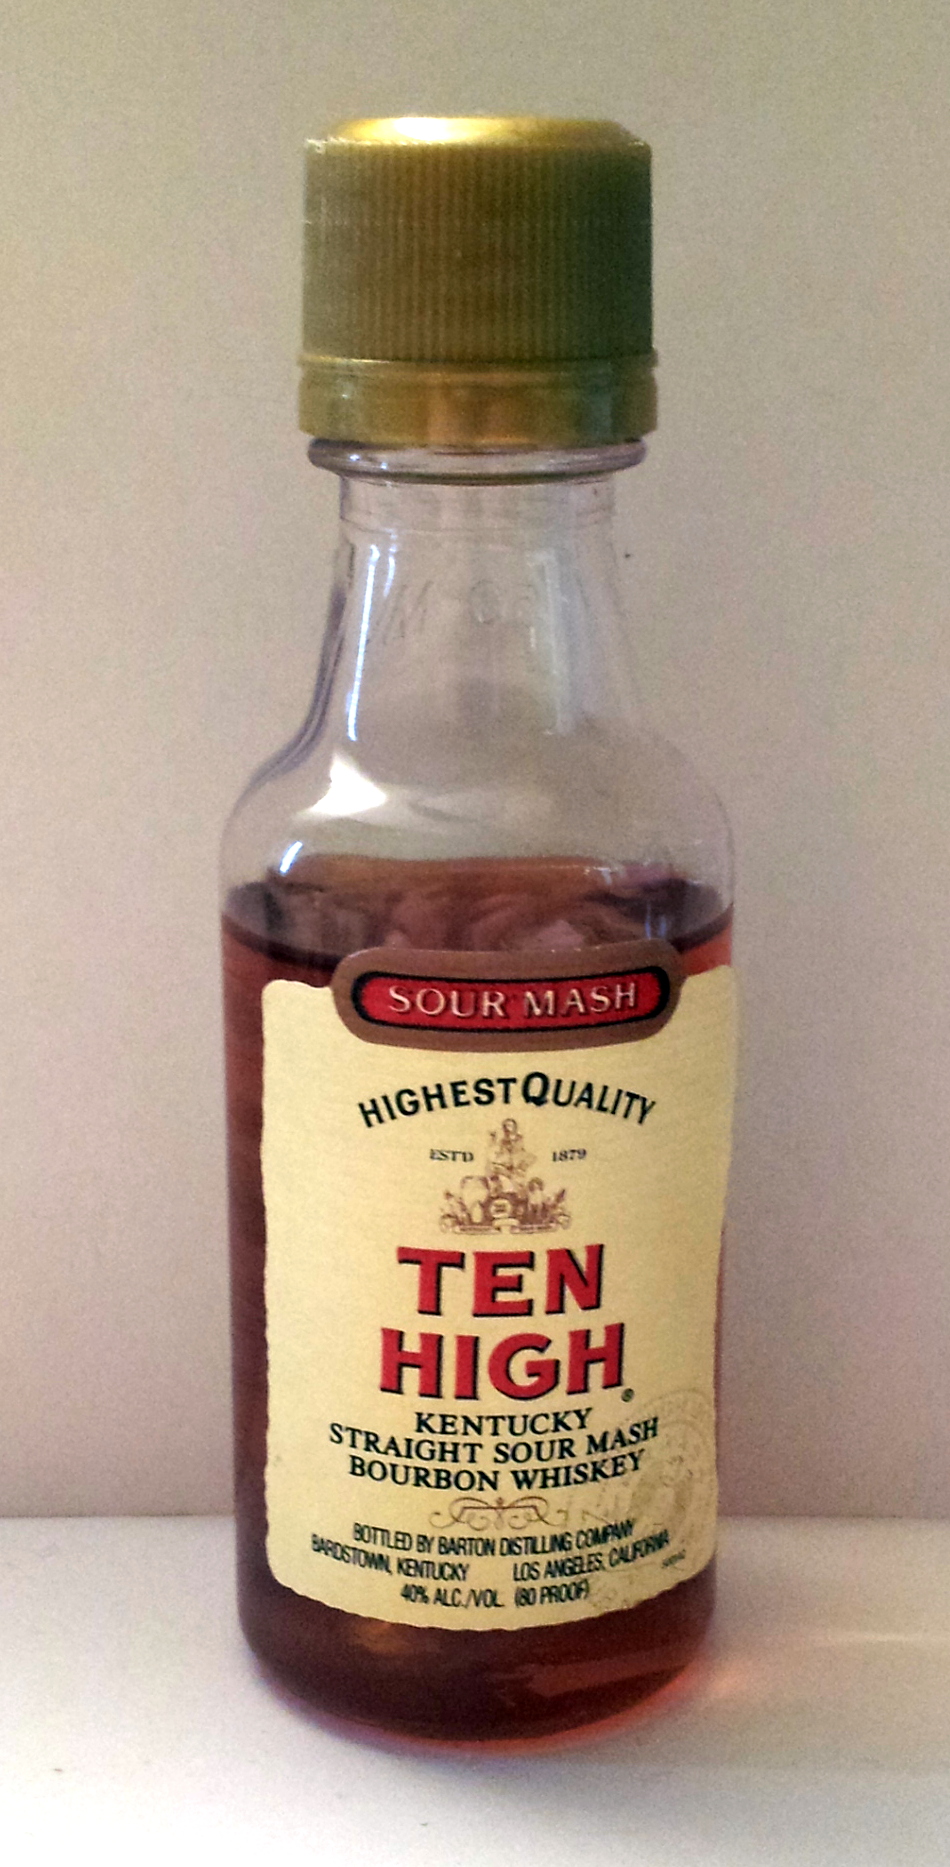 SOUR MASH
HIGHEST QUALITY
EST'D 1879
TEN
HIGH®
KENTUCKY
STRAIGHT SOUR MASH
BOURBON WHISKEY
BOTTLED BY BARTON DISTILLING COMPANY
BARDSTOWN, KENTUCKY LOS ANGELES, CALIFORNIA
40% ALC./VOL. (80 PROOF)